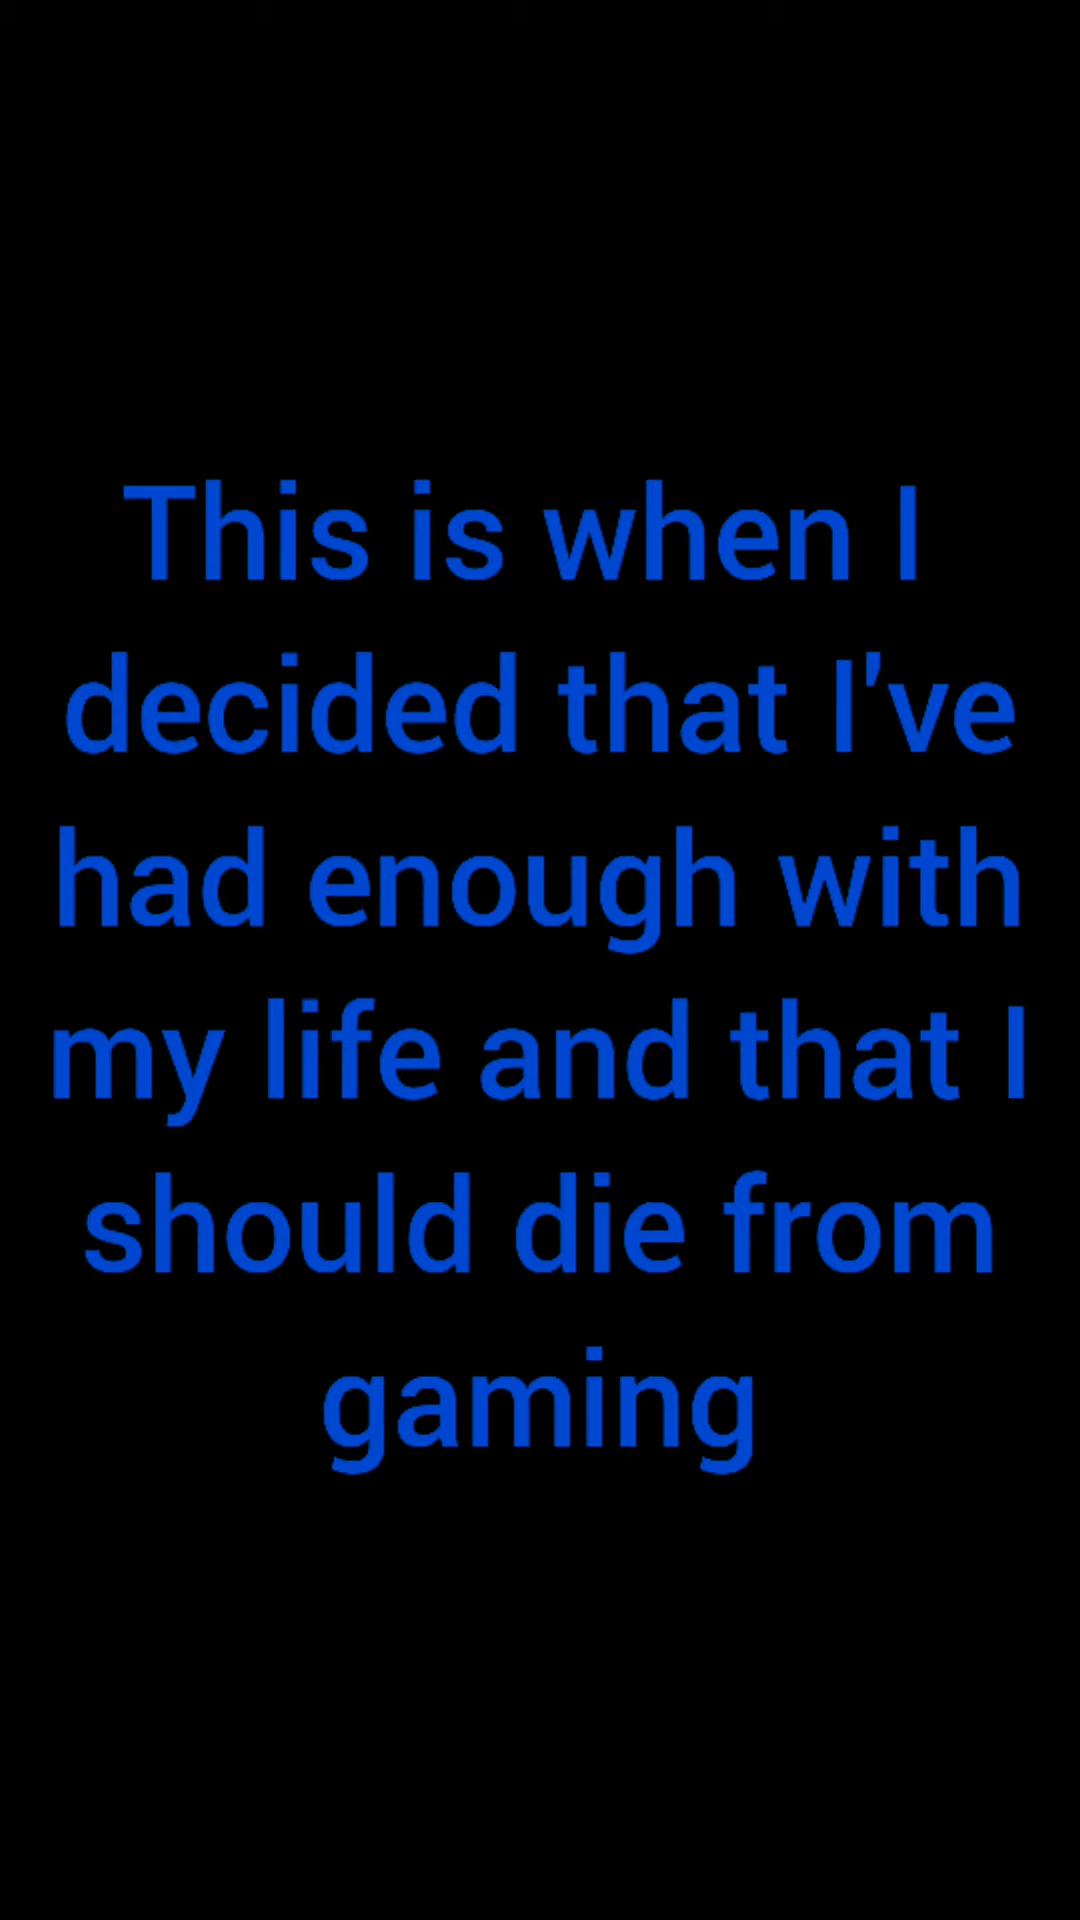 This is when I
decided that I've
had enough with
my life and that I
should die from
gaming